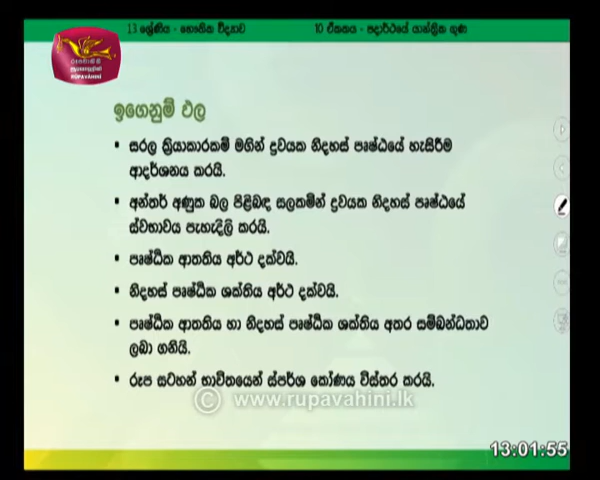 13 ශ්‍රේණිය - භෞතික විද්‍යාව 10 ඒකකය - පදාර්ථයේ යාන්ත්‍රික ගුණ
RUPAVAHINI
ඉගෙනුම් ඵල
• සරල ක්‍රියාකාරකම් මගින් ද්‍රවයක නිදහස් පෘෂ්ඨයේ හැසිරීම
ආදර්ශනය කරයි.
• අන්තර් අණුක බල පිළිබඳ සලකමින් ද්‍රවයක නිදහස් පෘෂ්ඨයේ
ස්වභාවය පැහැදිලි කරයි.
• පෘෂ්ඨික ආතතිය අර්ථ දක්වයි.
• නිදහස් පෘෂ්ඨික ශක්තිය අර්ථ දක්වයි.
• පෘෂ්ඨික ආතතිය හා නිදහස් පෘෂ්ඨික ශක්තිය අතර සම්බන්ධතාව
ලබා ගනියි.
• රූප සටහන් භාවිතයෙන් ස්පර්ශ කෝණය විස්තර කරයි.
© www.rupavahini.lk
13:01:55